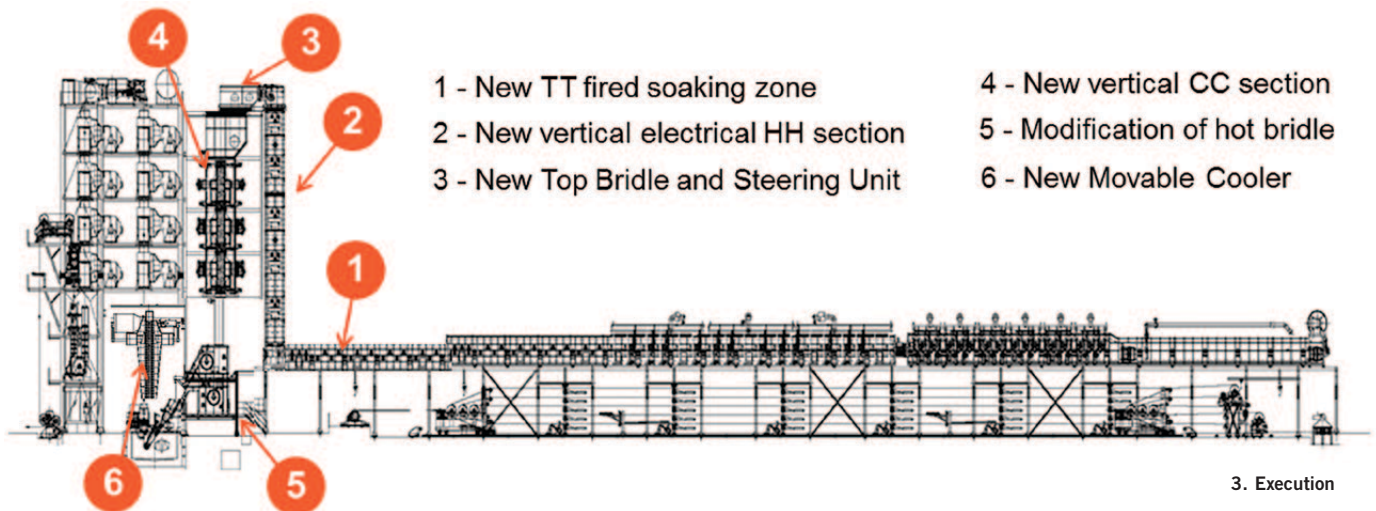 4
3
2
1
6
5
1 - New TT fired soaking zone
2 - New vertical electrical HH section
3 - New Top Bridle and Steering Unit
4 - New vertical CC section
5 - Modification of hot bridle
6 - New Movable Cooler
3. Execution